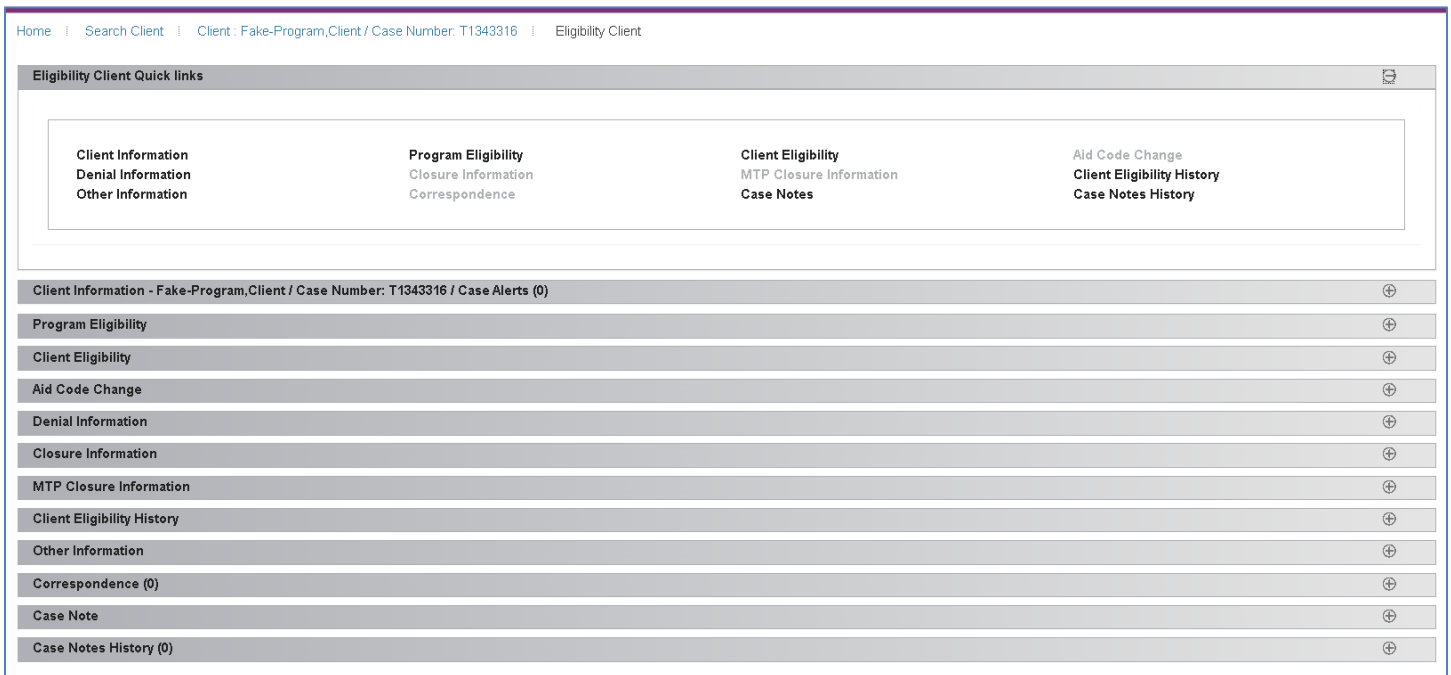 Home Search Client Client : Fake-Program,Client / Case Number: T1343316 Eligibility Client
Eligibility Client Quick links
Client Information Program Eligibility Client Eligibility Aid Code Change
Denial Information Closure Information MTP Closure Information Client Eligibility History
Other Information Correspondence Case Notes Case Notes History
Client Information - Fake-Program,Client / Case Number: T1343316 / Case Alerts (0)
Program Eligibility
Client Eligibility
Aid Code Change
Denial Information
Closure Information
MTP Closure Information
Client Eligibility History
Other Information
Correspondence (0)
Case Note
Case Notes History (0)